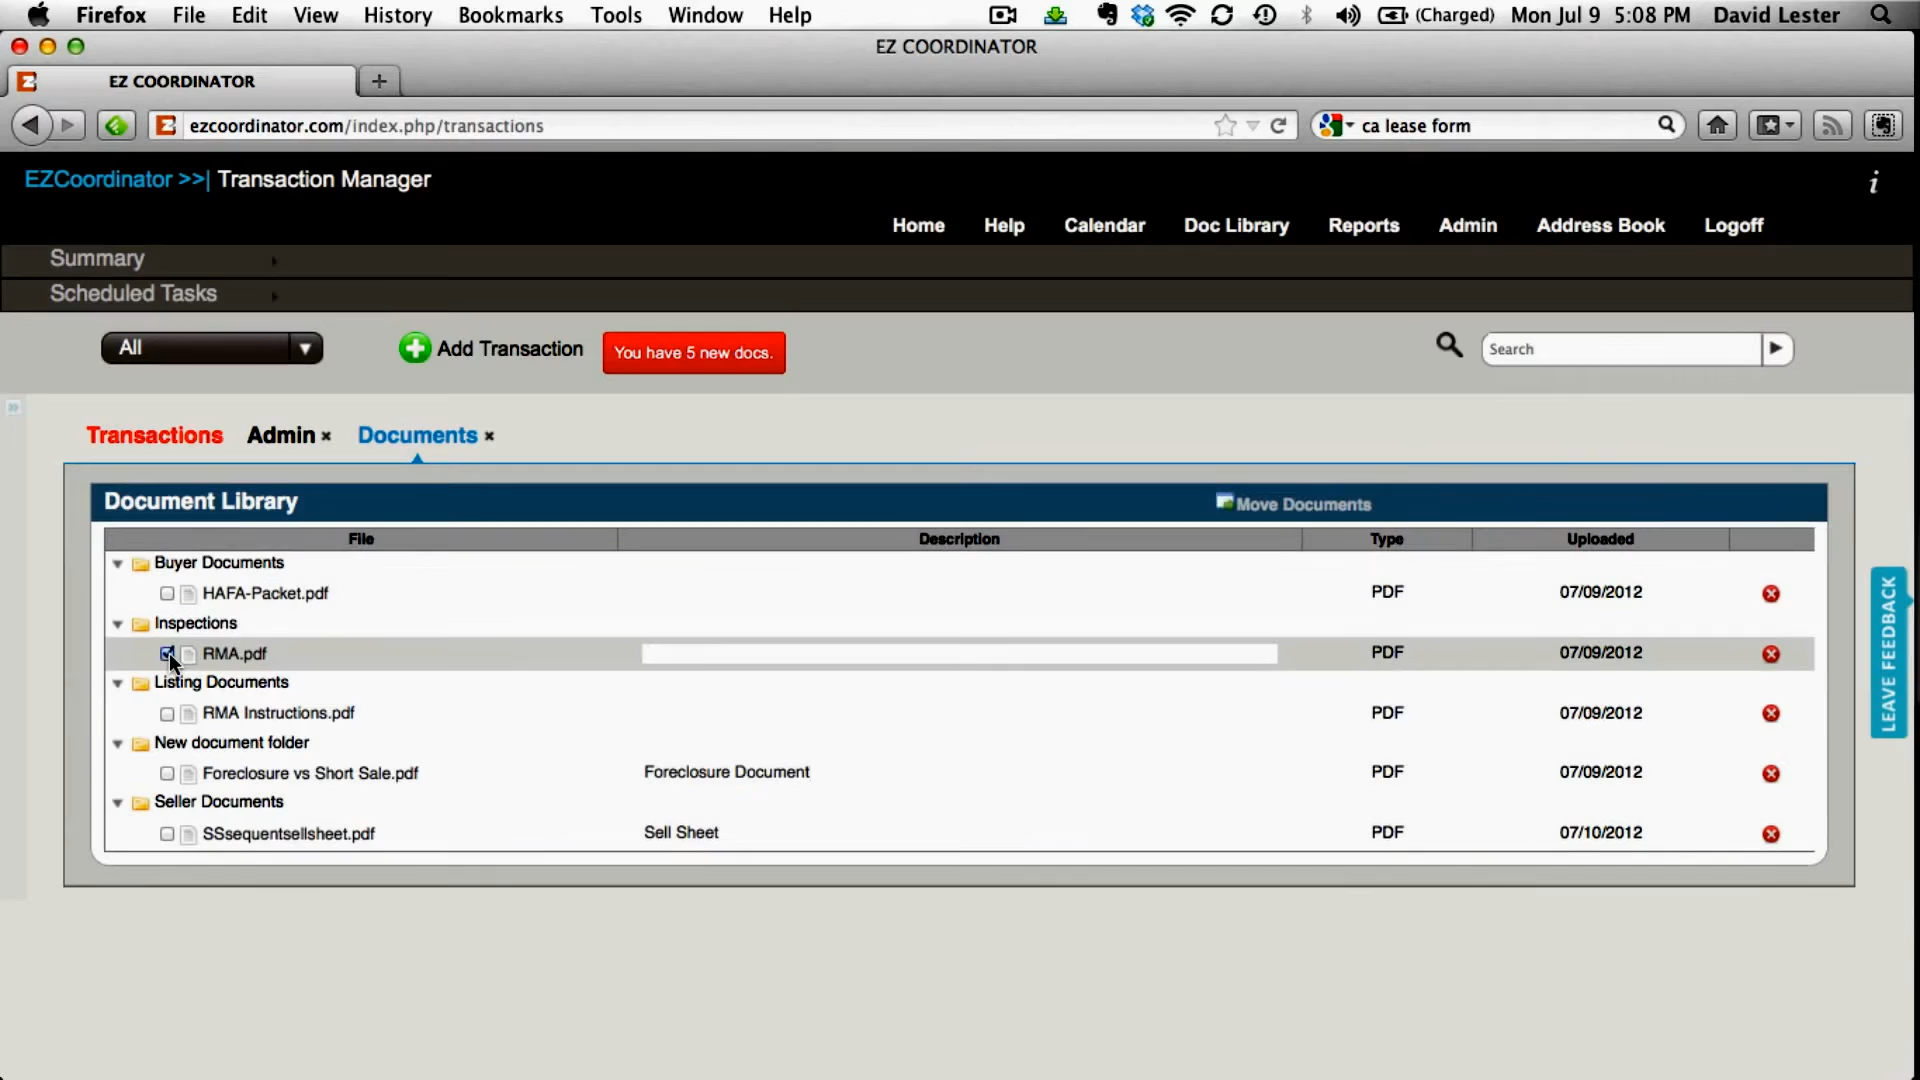 Firefox File Edit View History Bookmarks Tools Window Help (Charged) Mon Jul 9 5:08 PM David Lester
EZ COORDINATOR
EZ COORDINATOR
ezcoordinator.com/index.php/transactions ca lease form
EZCoordinator >>| Transaction Manager
Home Help Calendar Doc Library Reports Admin Address Book Logoff
Summary
Scheduled Tasks
All Add Transaction You have 5 new docs. Search
Transactions Admin × Documents ×
Document Library Move Documents
File Description Type Uploaded
Buyer Documents
HAFA-Packet.pdf PDF 07/09/2012
Inspections
RMA.pdf PDF 07/09/2012
Listing Documents
RMA Instructions.pdf PDF 07/09/2012
New document folder
Foreclosure vs Short Sale.pdf Foreclosure Document PDF 07/09/2012
Seller Documents
SSsequentsellsheet.pdf Sell Sheet PDF 07/10/2012
LEAVE FEEDBACK